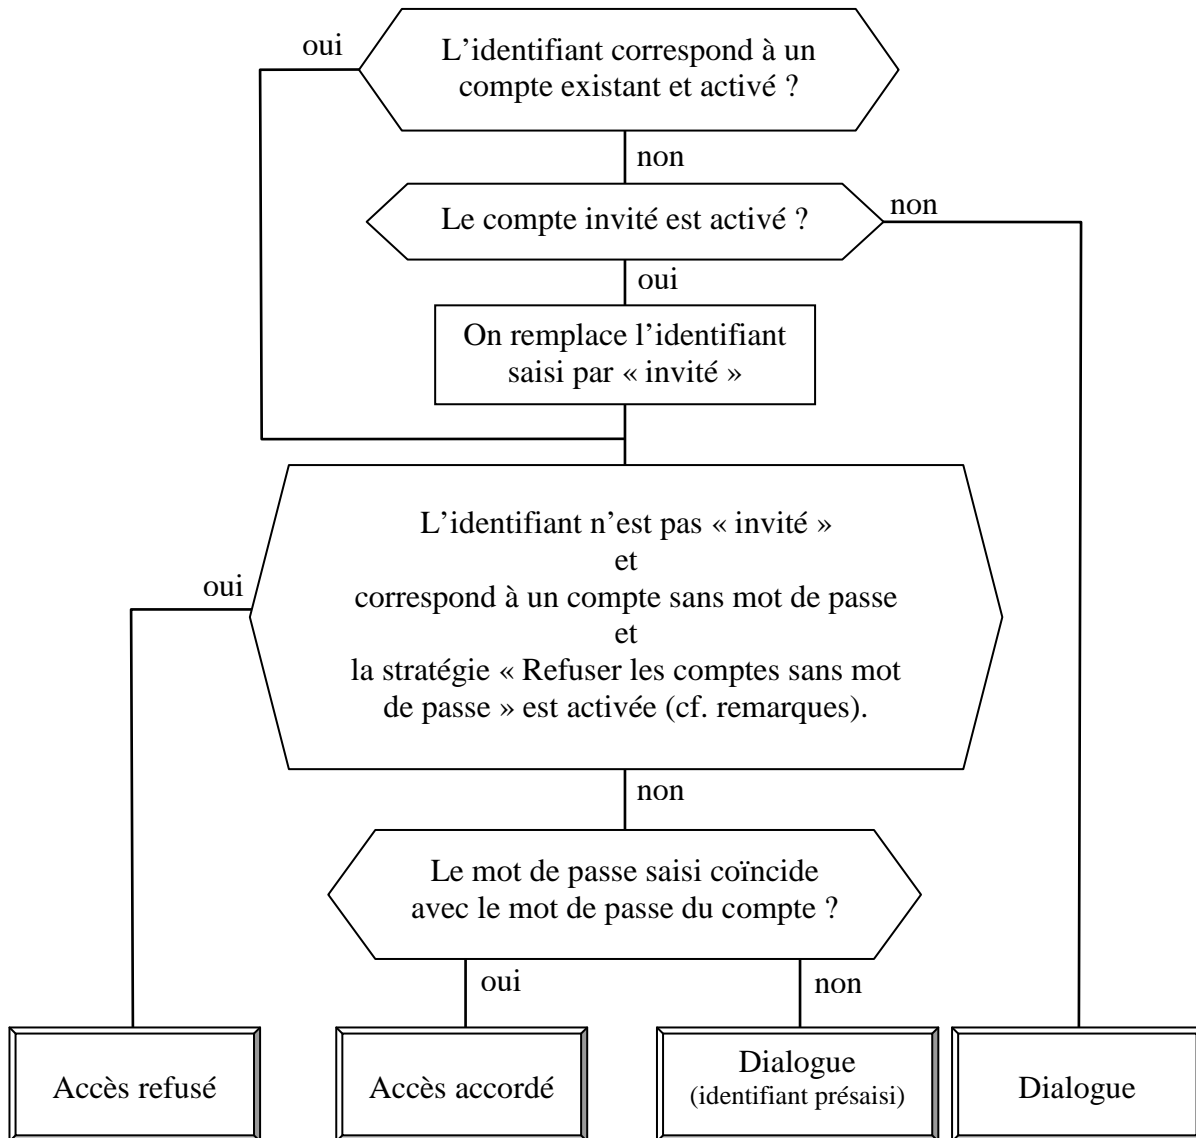 oui
L’identifiant correspond à un
compte existant et activé ?
non
Le compte invité est activé ?
non
oui
On remplace l’identifiant
saisi par « invité »
L’identifiant n’est pas « invité »
et
oui
correspond à un compte sans mot de passe
et
la stratégie « Refuser les comptes sans mot
de passe » est activée (cf. remarques).
non
Le mot de passe saisi coïncide
avec le mot de passe du compte ?
oui
non
Accès refusé
Accès accordé
Dialogue
(identifiant présaisi)
Dialogue